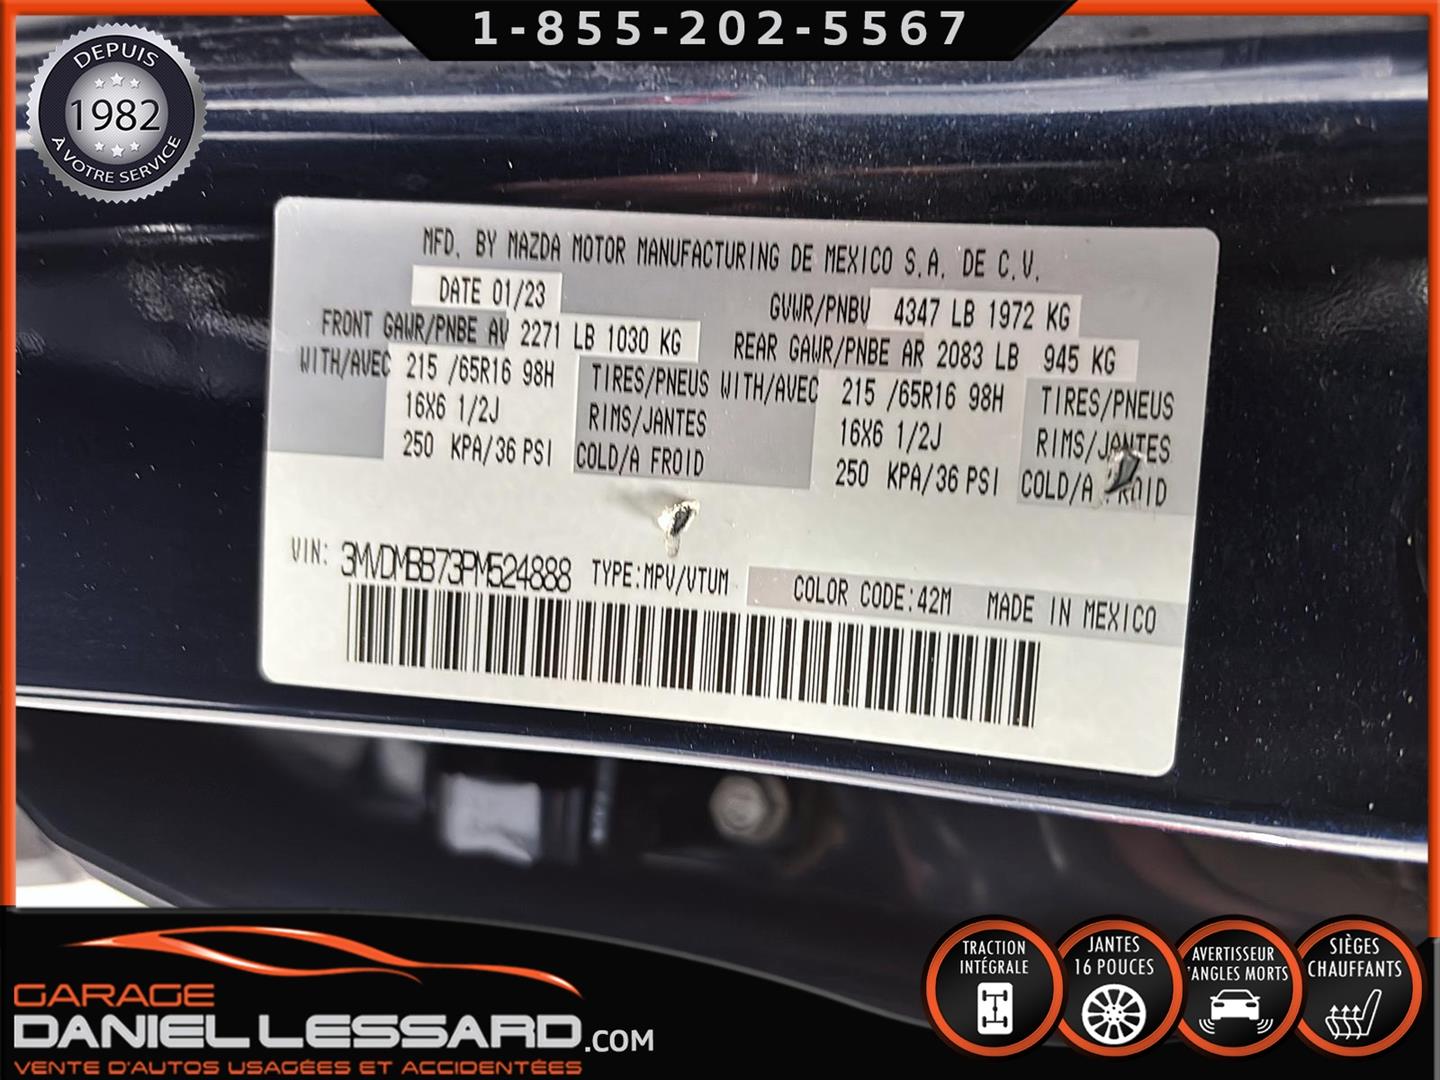 1-855-202-5567
DEPUIS
1982
A VOTRE SERVICE
MFD. BY MAZDA MOTOR MANUFACTURING DE MEXICO S.A. DE C.V.
DATE 01/23
GVWR/PNBV 4347 LB 1972 KG
FRONT GAWR/PNBE AV 2271 LB 1030 KG
REAR GAWR/PNBE AR 2083 LB 945 KG
WITH/AVEC 215 /65R16 98H TIRES/PNEUS WITH/AVEC 215 /65R16 98H TIRES/PNEUS
16X6 1/2J RIMS/JANTES 16X6 1/2J RIMS/JANTES
250 KPA/36 PSI COLD/A FROID 250 KPA/36 PSI COLD/A FROID
VIN: 3MVDMBB73PM524888 TYPE:MPV/VTUM COLOR CODE:42M MADE IN MEXICO
GARAGE
DANIEL LESSARD.COM
VENTE D'AUTOS USAGÉES ET ACCIDENTÉES
TRACTION
INTÉGRALE
JANTES
16 POUCES
AVERTISSEUR
'ANGLES MORTS
SIÈGES
CHAUFFANTS